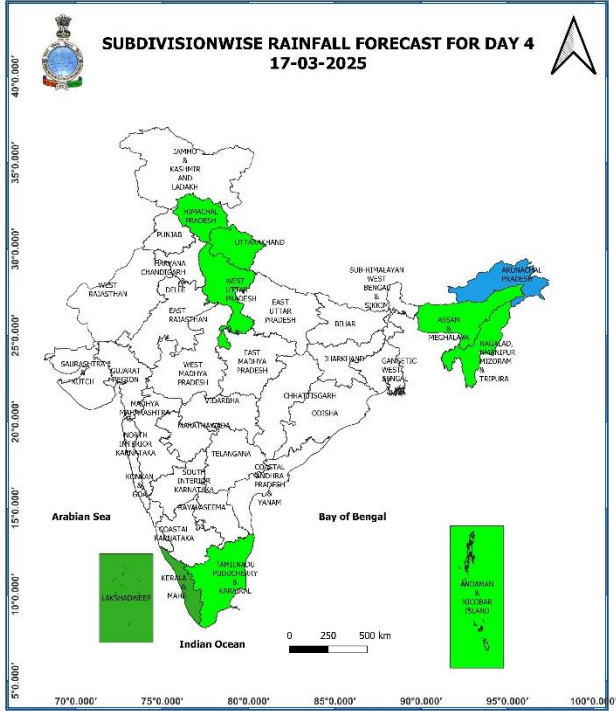 SUBDIVISIONWISE RAINFALL FORECAST FOR DAY 4
17-03-2025
40°0.000'
35°0.000'
30°0.000'
25°0.000'
20°0.000'
15°0.000'
10°0.000'
5°0.000'
JAMMO
&
KASHMIR
AND
LADAKH
HIMACHAL
PRADESH
PUNJAB
UTTARAKHAND
HARYANA
CHANDIGARH
&
DELHI
WEST
RAJASTHAN
WEST
UTTAR
PRADESH
EAST
RAJASTHAN
EAST
UTTAR
PRADESH
SUB-HIMALAYAN
WEST
BENGAL
&
SIKKIM
ARUNACHAL
PRADESH
ASSAM
&
MEGHALAYA
NAGALAD,
MANIPUR
MIZORAM
&
TRIPURA
BIHAR
SAURASHTRA
&
KUTCH
GUJARAT
REGION
WEST
MADHYA
PRADESH
EAST
MADHYA
PRADESH
JHARKHAND
GANGETIC
WEST
BENGAL
MADHYA
MAHARASHTRA
VIDARBHA
CHHATTISGARH
ODISHA
MARATHAWADA
NORTH
INTERIOR
KARNATAKA
TELANGANA
KONKAN
&
GOA
SOUTH
INTERIOR
KARNATAKA
COASTAL
ANDHRA
PRADESH
&
YANAM
RAYALASEEMA
COASTAL
KARNATAKA
Arabian Sea
Bay of Bengal
LAKSHADWEEP
KERALA
&
MAHE
TAMILNADU
PUDUCHERRY
&
KARAIKAL
ANDAMAN
&
NICOBAR
ISLAND
Indian Ocean
0 250 500 km
70°0.000' 75°0.000' 80°0.000' 85°0.000' 90°0.000' 95°0.000' 100°0.000'